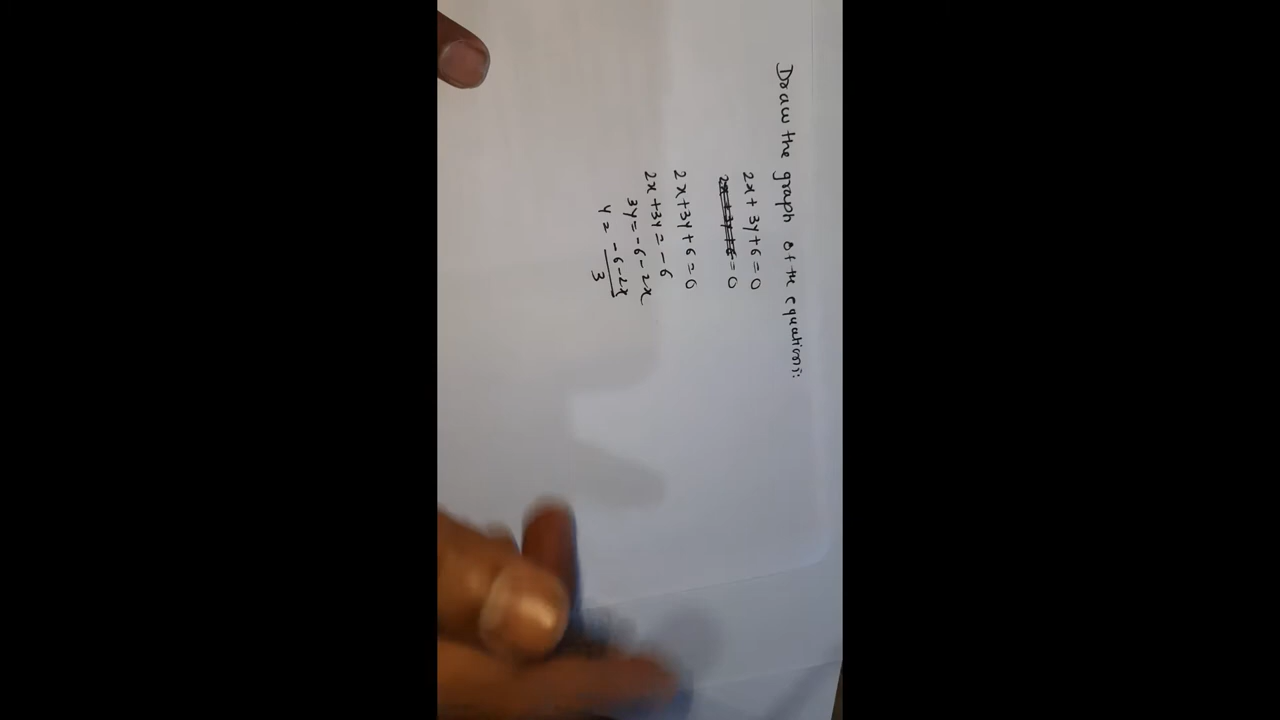 Draw the graph of the equations:
2x + 3y + 6 = 0
= 0
2x + 3y + 6 = 0
2x + 3y = - 6
3y = - 6 - 2x
y = - 6 - 2x
3